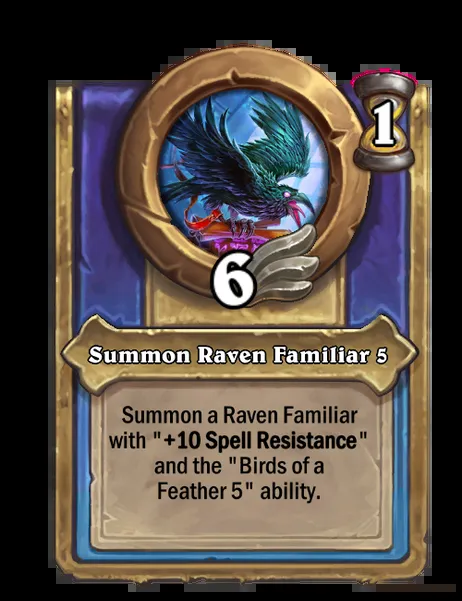 1
6
Summon Raven Familiar 5
Summon a Raven Familiar
with "+10 Spell Resistance"
and the "Birds of a
Feather 5" ability.